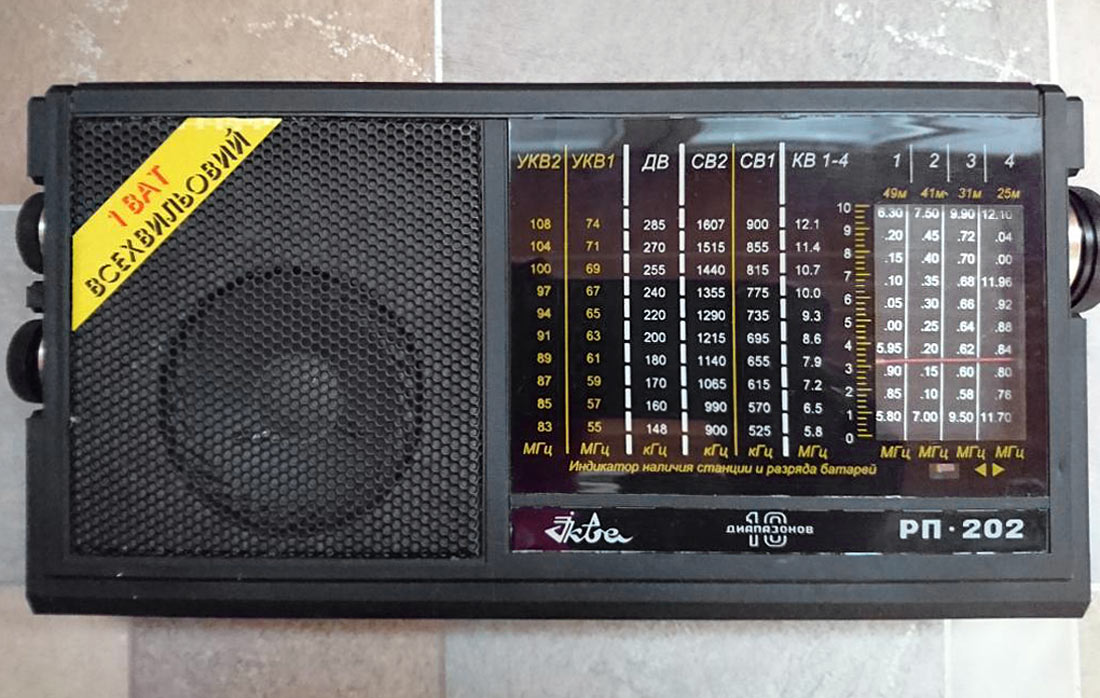 1 ВАТ
ВСЕХВИЛЬОВИЙ
УКВ2 УКВ1 ДВ СВ2 СВ1 КВ 1-4 1 2 3 4
49м 41м 31м 25м
10 6.30 7.50 9.90 12.10
108 74 285 1607 900 12.1 9 .20 .45 .72 .04
104 71 270 1515 855 11.4 8 .15 .40 .70 .00
100 69 255 1440 815 10.7 7 .10 .35 .68 11.96
97 67 240 1355 775 10.0 6 .05 .30 .66 .92
94 65 220 1290 735 9.3 5 .00 .25 .64 .88
91 63 200 1215 695 8.6 4 5.95 .20 .62 .84
89 61 180 1140 655 7.9 3 .90 .15 .60 .80
87 59 170 1065 615 7.2 2 .85 .10 .58 .76
85 57 160 990 570 6.5 1 5.80 7.00 9.50 11.70
83 55 148 900 525 5.8 0
МГц МГц кГц кГц кГц МГц МГц МГц МГц МГц
Индикатор наличия станции и разряда батарей
Эква
10
ДИАПАЗОНОВ
РП·202